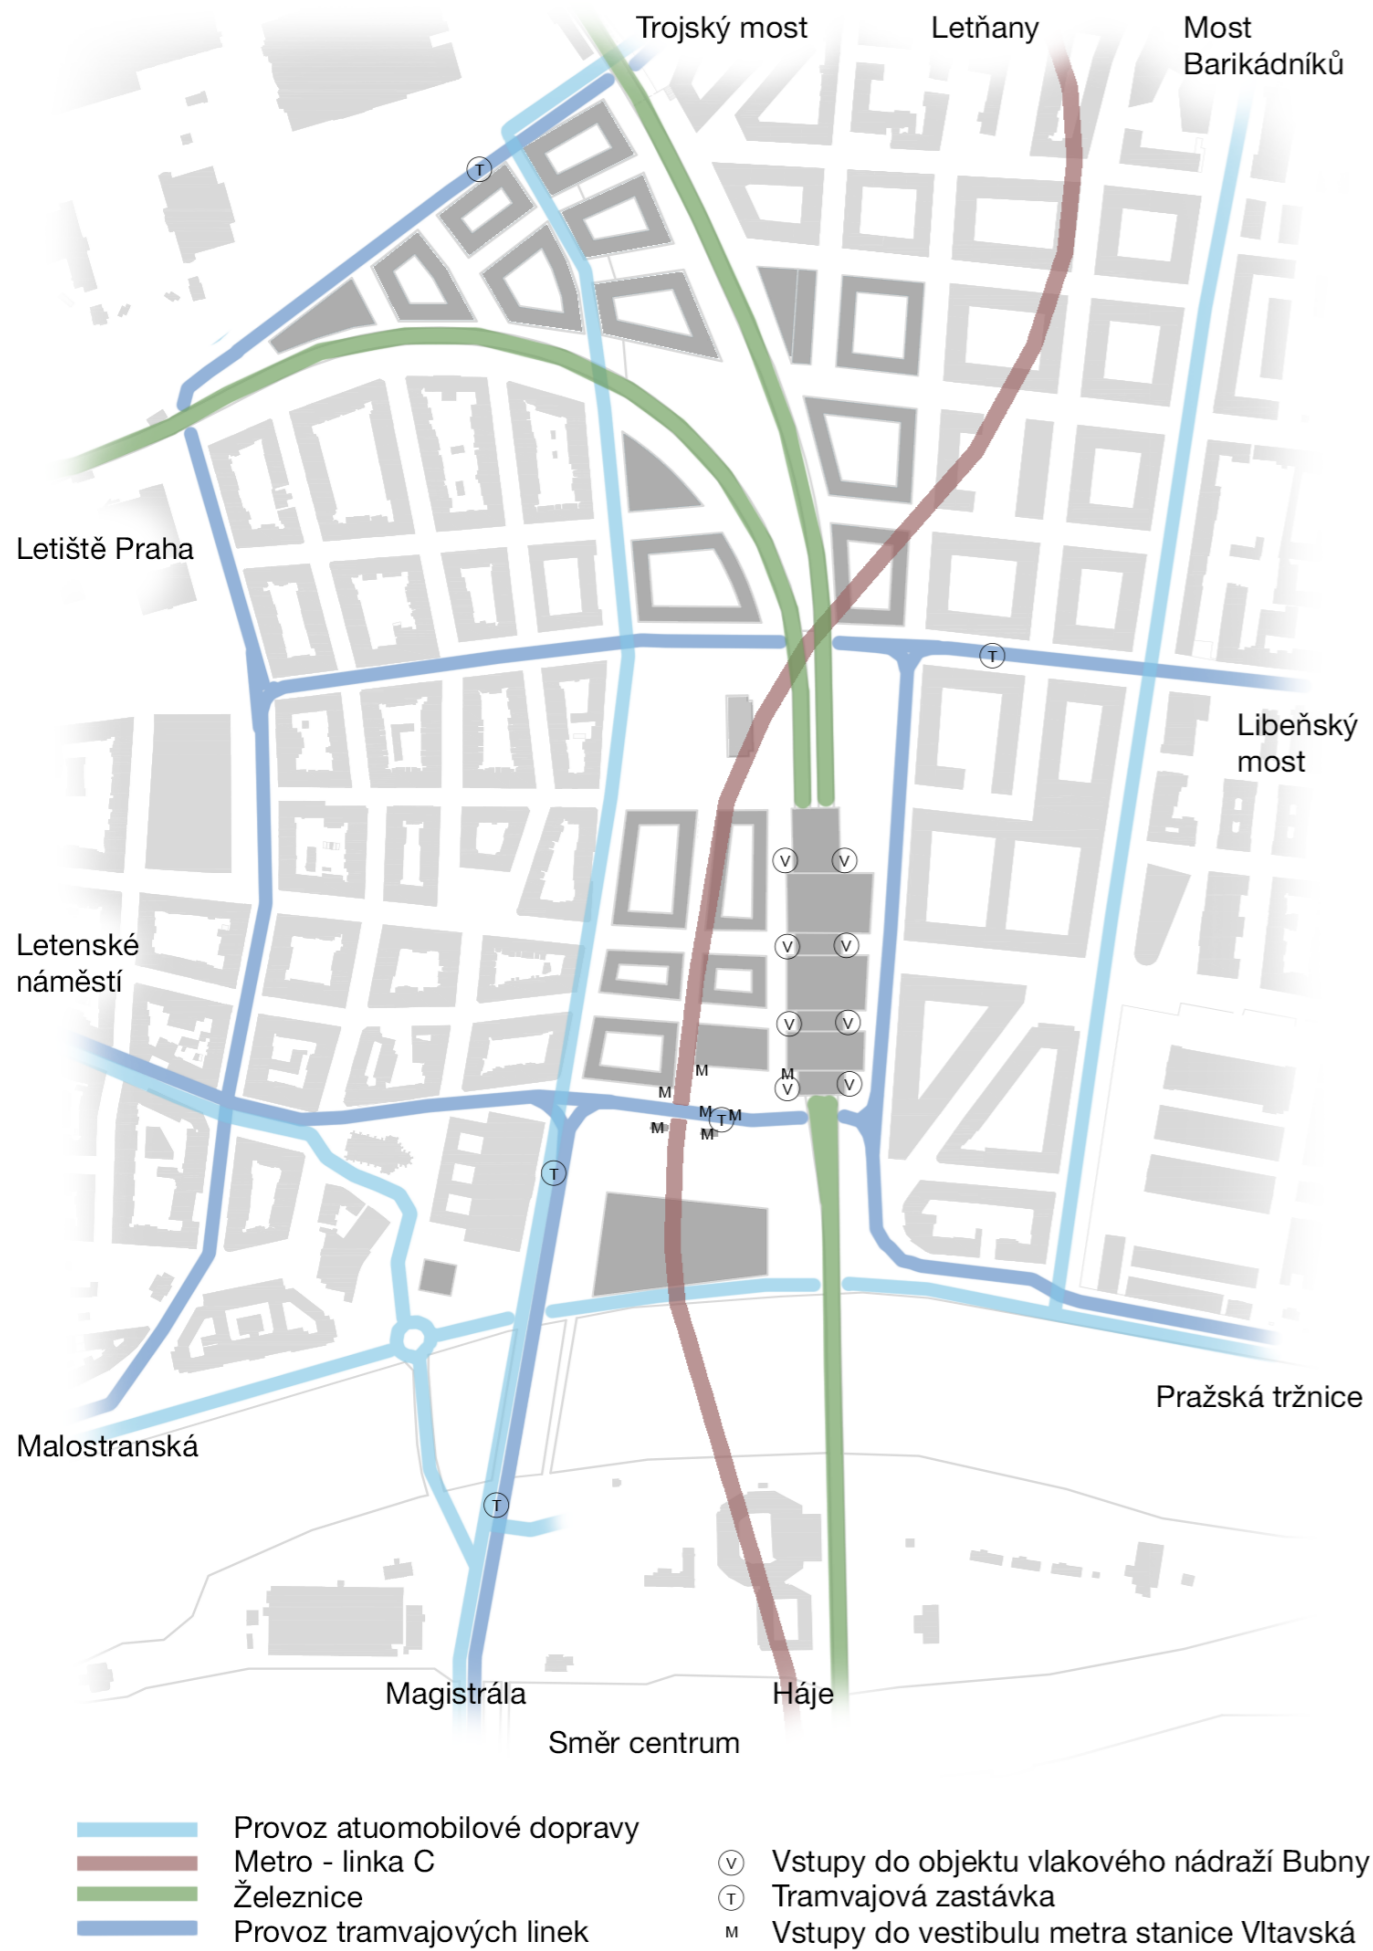 Trojský most
Letňany
Most
Barikádníků
T
Letiště Praha
T
Libeňský
most
V V
Letenské
náměstí
V V
V V
M
M
M
V V
M M
T
M
M
T
Pražská tržnice
Malostranská
T
Magistrála
Háje
Směr centrum
Provoz atuomobilové dopravy
Metro - linka C
Železnice
Provoz tramvajových linek
V Vstupy do objektu vlakového nádraží Bubny
T Tramvajová zastávka
M Vstupy do vestibulu metra stanice Vltavská